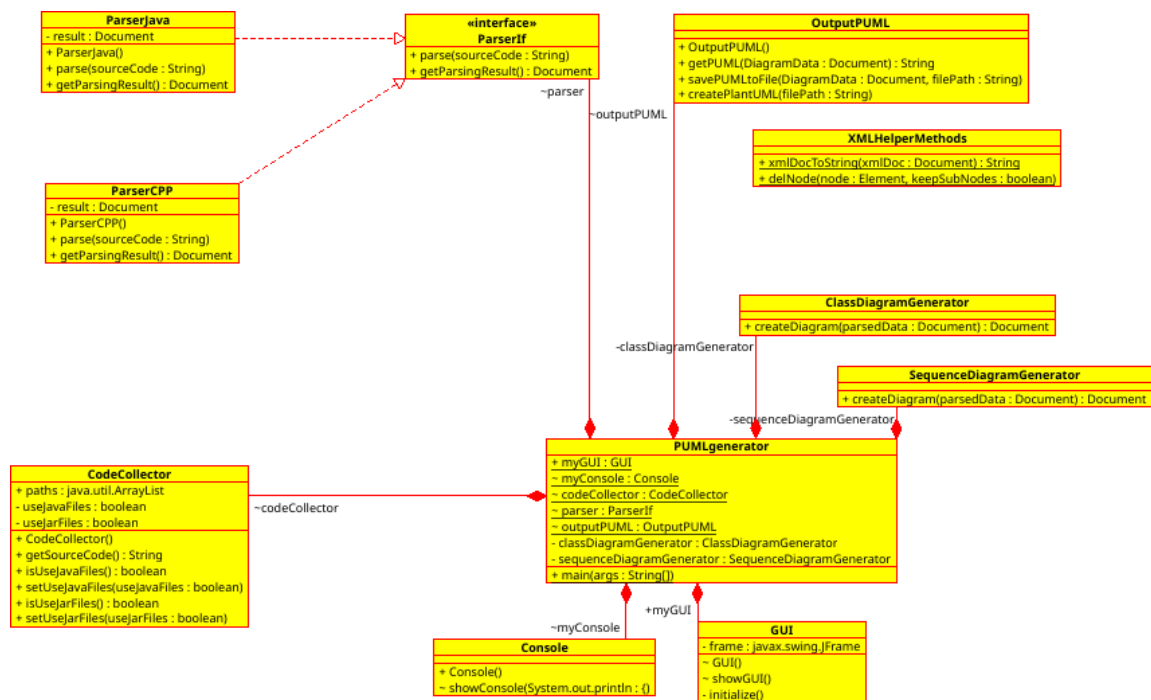 ParserJava
- result : Document
+ ParserJava()
+ parse(sourceCode : String)
+ getParsingResult() : Document
«interface»
ParserIf
+ parse(sourceCode : String)
+ getParsingResult() : Document
OutputPUML
+ OutputPUML()
+ getPUML(DiagramData : Document) : String
+ savePUMLtoFile(DiagramData : Document, filePath : String)
+ createPlantUML(filePath : String)
~parser
~outputPUML
XMLHelperMethods
+ xmlDocToString(xmlDoc : Document) : String
+ delNode(node : Element, keepSubNodes : boolean)
ParserCPP
- result : Document
+ ParserCPP()
+ parse(sourceCode : String)
+ getParsingResult() : Document
ClassDiagramGenerator
+ createDiagram(parsedData : Document) : Document
-classDiagramGenerator
SequenceDiagramGenerator
+ createDiagram(parsedData : Document) : Document
-sequenceDiagramGenerator
PUMLgenerator
+ myGUI : GUI
~ myConsole : Console
~ codeCollector : CodeCollector
~ parser : ParserIf
~ outputPUML : OutputPUML
- classDiagramGenerator : ClassDiagramGenerator
- sequenceDiagramGenerator : SequenceDiagramGenerator
+ main(args : String[])
CodeCollector
+ paths : java.util.ArrayList
- useJavaFiles : boolean
- useJarFiles : boolean
+ CodeCollector()
+ getSourceCode() : String
+ isUseJavaFiles() : boolean
+ setUseJavaFiles(useJavaFiles : boolean)
+ isUseJarFiles() : boolean
+ setUseJarFiles(useJarFiles : boolean)
~codeCollector
+myGUI
~myConsole
Console
+ Console()
~ showConsole(System.out.println : {)
GUI
- frame : javax.swing.JFrame
~ GUI()
~ showGUI()
- initialize()